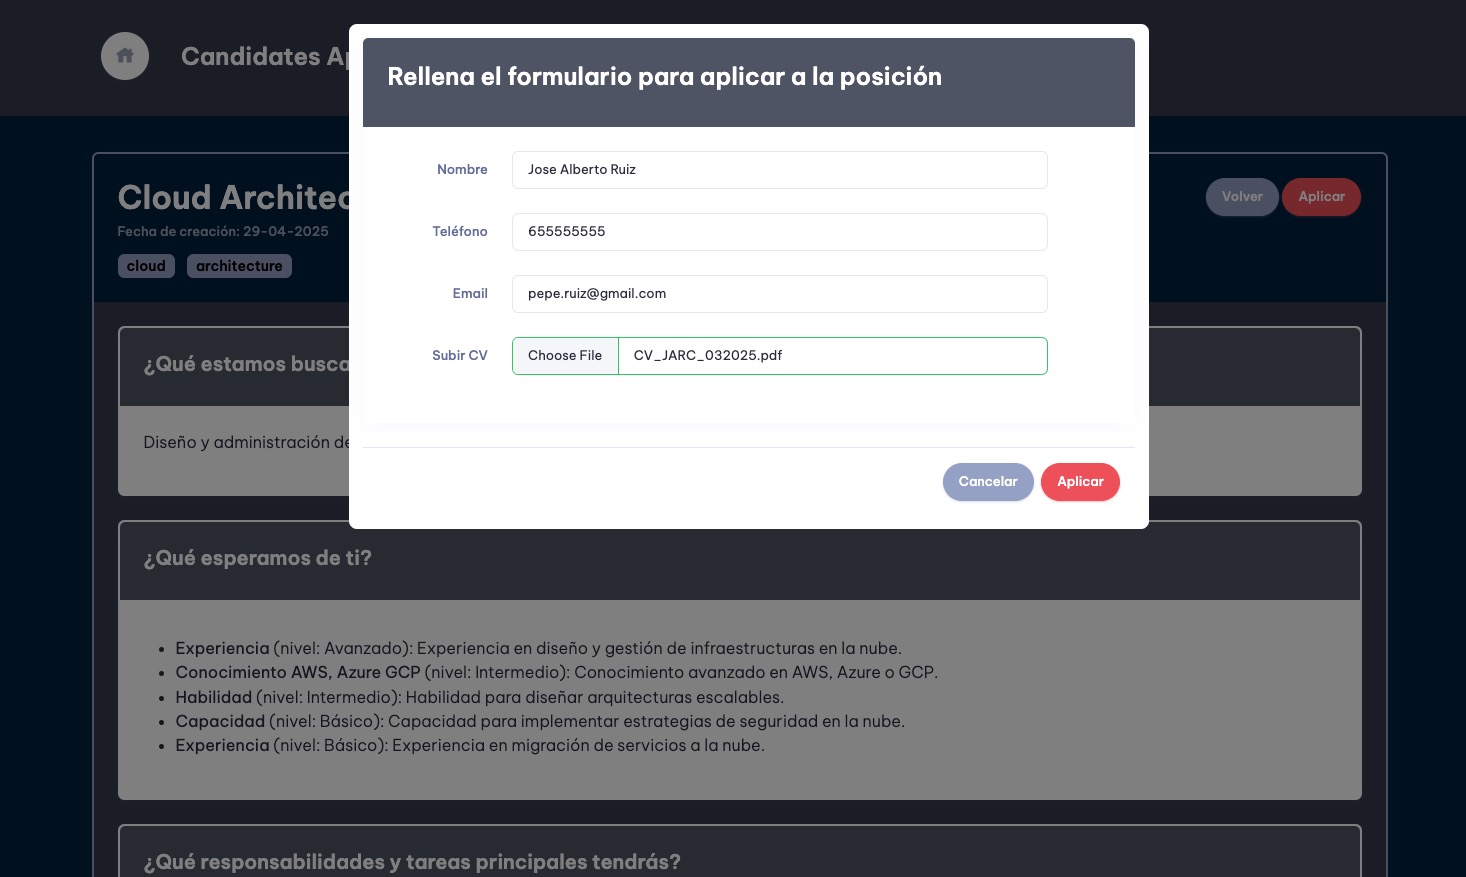 Candidates
Rellena el formulario para aplicar a la posición
Nombre
Jose Alberto Ruiz
Teléfono
655555555
Email
pepe.ruiz@gmail.com
Subir CV
Choose File
CV_JARC_032025.pdf
Cancelar
Aplicar
Cloud
Volver
Aplicar
Fecha de creación: 29-04-2025
cloud
architecture
¿Qué estamos
Diseño y administración de
¿Qué esperamos de ti?
Experiencia (nivel: Avanzado): Experiencia en diseño y gestión de infraestructuras en la nube.
Conocimiento AWS, Azure GCP (nivel: Intermedio): Conocimiento avanzado en AWS, Azure o GCP.
Habilidad (nivel: Intermedio): Habilidad para diseñar arquitecturas escalables.
Capacidad (nivel: Básico): Capacidad para implementar estrategias de seguridad en la nube.
Experiencia (nivel: Básico): Experiencia en migración de servicios a la nube.
¿Qué responsabilidades y tareas principales tendrás?